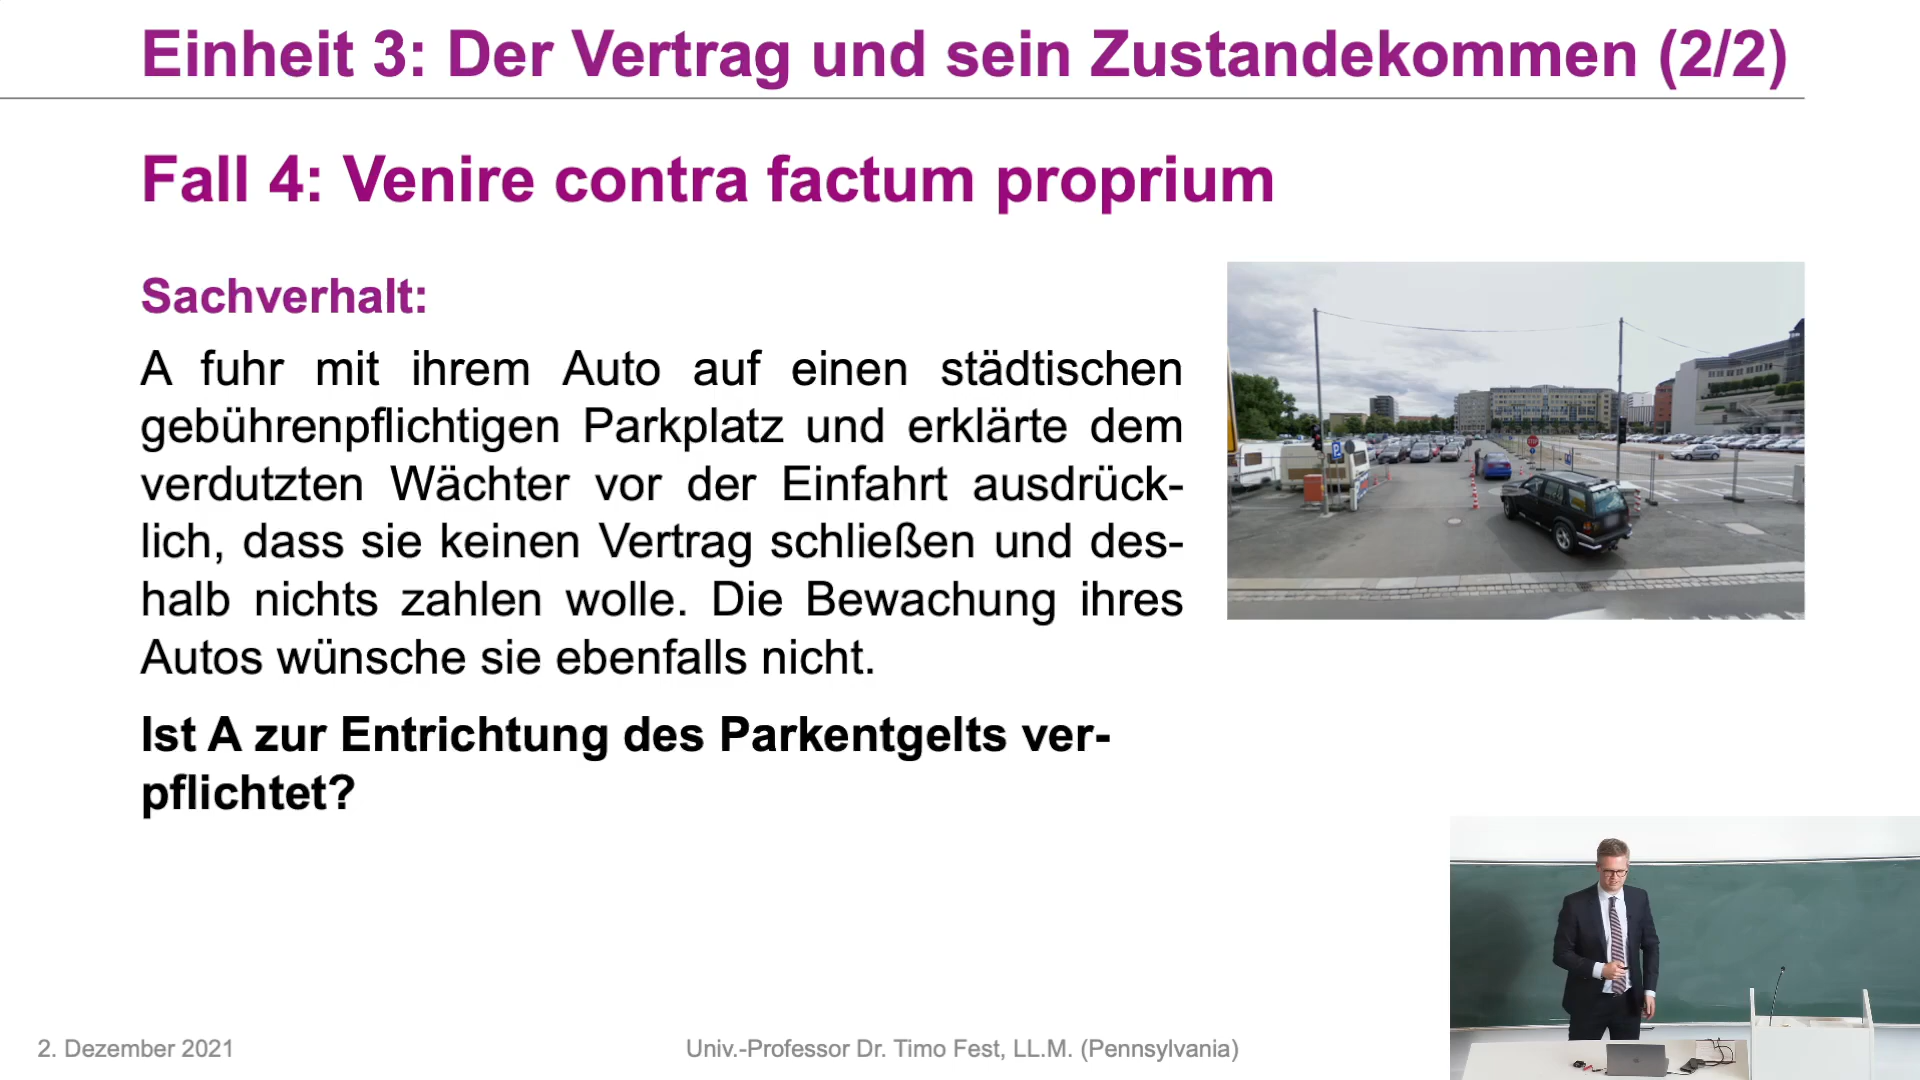 Einheit 3: Der Vertrag und sein Zustandekommen (2/2)
Fall 4: Venire contra factum proprium
Sachverhalt:
A fuhr mit ihrem Auto auf einen städtischen
gebührenpflichtigen Parkplatz und erklärte dem
verdutzten Wächter vor der Einfahrt ausdrück-
lich, dass sie keinen Vertrag schließen und des-
halb nichts zahlen wolle. Die Bewachung ihres
Autos wünsche sie ebenfalls nicht.
Ist A zur Entrichtung des Parkentgelts ver-
pflichtet?
P
STOP
2. Dezember 2021
Univ.-Professor Dr. Timo Fest, LL.M. (Pennsylvania)